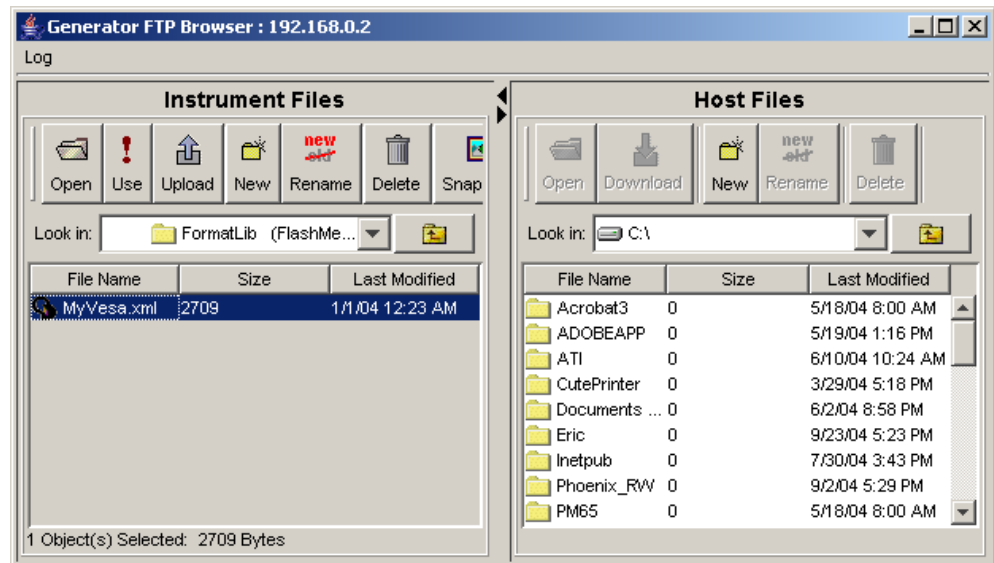 Generator FTP Browser : 192.168.0.2
Log
Instrument Files
Open Use Upload New new old Rename Delete Snap
Look in: FormatLib (FlashMe...
File Name Size Last Modified
MyVesa.xml 2709 1/1/04 12:23 AM
1 Object(s) Selected: 2709 Bytes
Host Files
Open Download New new old Rename Delete
Look in: C:\
File Name Size Last Modified
Acrobat3 0 5/18/04 8:00 AM
ADOBEAPP 0 5/19/04 1:16 PM
ATI 0 6/10/04 10:24 AM
CutePrinter 0 3/29/04 5:18 PM
Documents ... 0 6/2/04 8:58 PM
Eric 0 9/23/04 5:23 PM
Inetpub 0 7/30/04 3:43 PM
Phoenix_RW 0 9/2/04 5:29 PM
PM65 0 5/18/04 8:00 AM